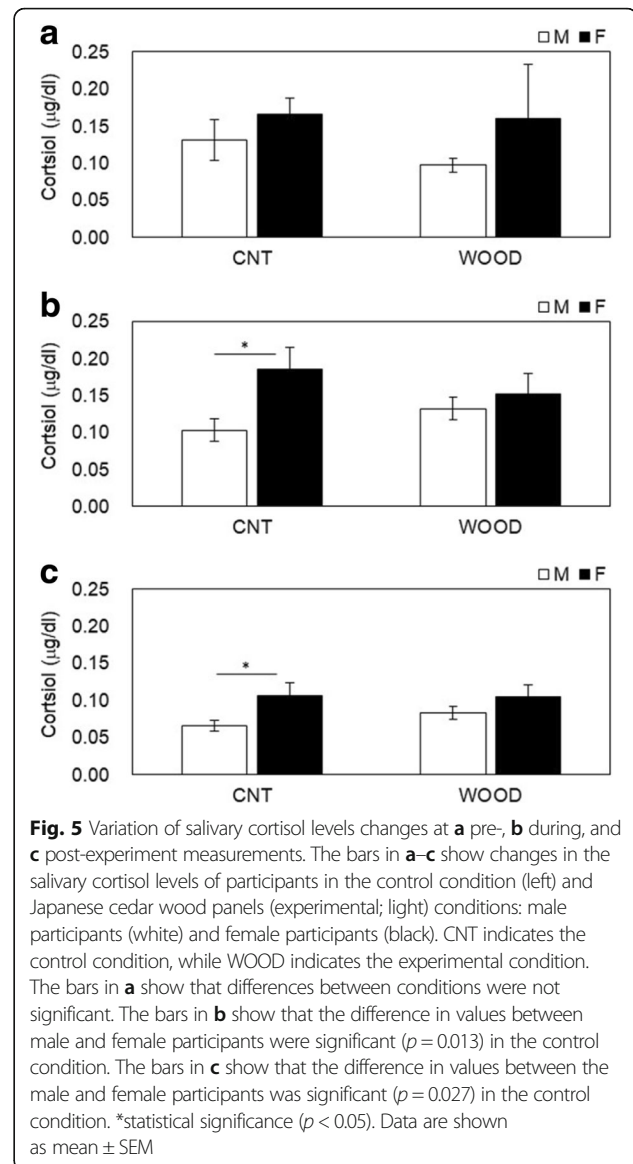 a
□ M ■ F
Cortsiol (µg/dl)
0.25
0.20
0.15
0.10
0.05
0.00
CNT WOOD
b
□ M ■ F
*
Cortsiol (µg/dl)
0.25
0.20
0.15
0.10
0.05
0.00
CNT WOOD
c
□ M ■ F
*
Cortsiol (µg/dl)
0.25
0.20
0.15
0.10
0.05
0.00
CNT WOOD
Fig. 5 Variation of salivary cortisol levels changes at a pre-, b during, and
c post-experiment measurements. The bars in a–c show changes in the
salivary cortisol levels of participants in the control condition (left) and
Japanese cedar wood panels (experimental; light) conditions: male
participants (white) and female participants (black). CNT indicates the
control condition, while WOOD indicates the experimental condition.
The bars in a show that differences between conditions were not
significant. The bars in b show that the difference in values between
male and female participants were significant (p = 0.013) in the control
condition. The bars in c show that the difference in values between the
male and female participants was significant (p = 0.027) in the control
condition. *statistical significance (p < 0.05). Data are shown
as mean ± SEM